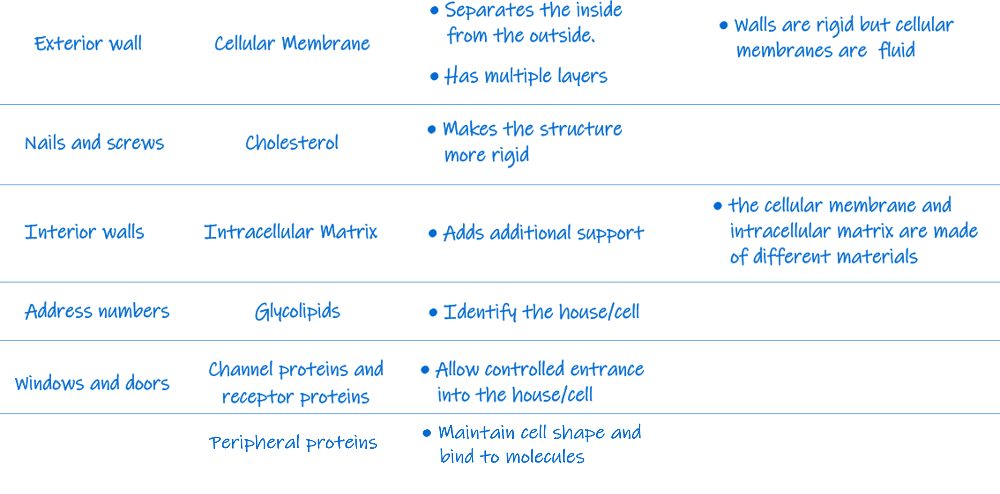 Exterior wall
Cellular Membrane
• Separates the inside
from the outside.
• Has multiple layers
• Walls are rigid but cellular
membranes are fluid
Nails and screws
Cholesterol
• Makes the structure
more rigid
Interior walls
Intracellular Matrix
• Adds additional support
• the cellular membrane and
intracellular matrix are made
of different materials
Address numbers
Glycolipids
• Identify the house/cell
Windows and doors
Channel proteins and
receptor proteins
• Allow controlled entrance
into the house/cell
Peripheral proteins
• Maintain cell shape and
bind to molecules